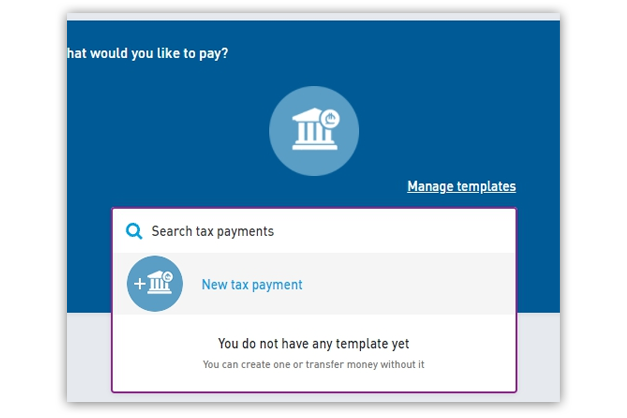 hat would you like to pay?
Manage templates
Search tax payments
New tax payment
You do not have any template yet
You can create one or transfer money without it